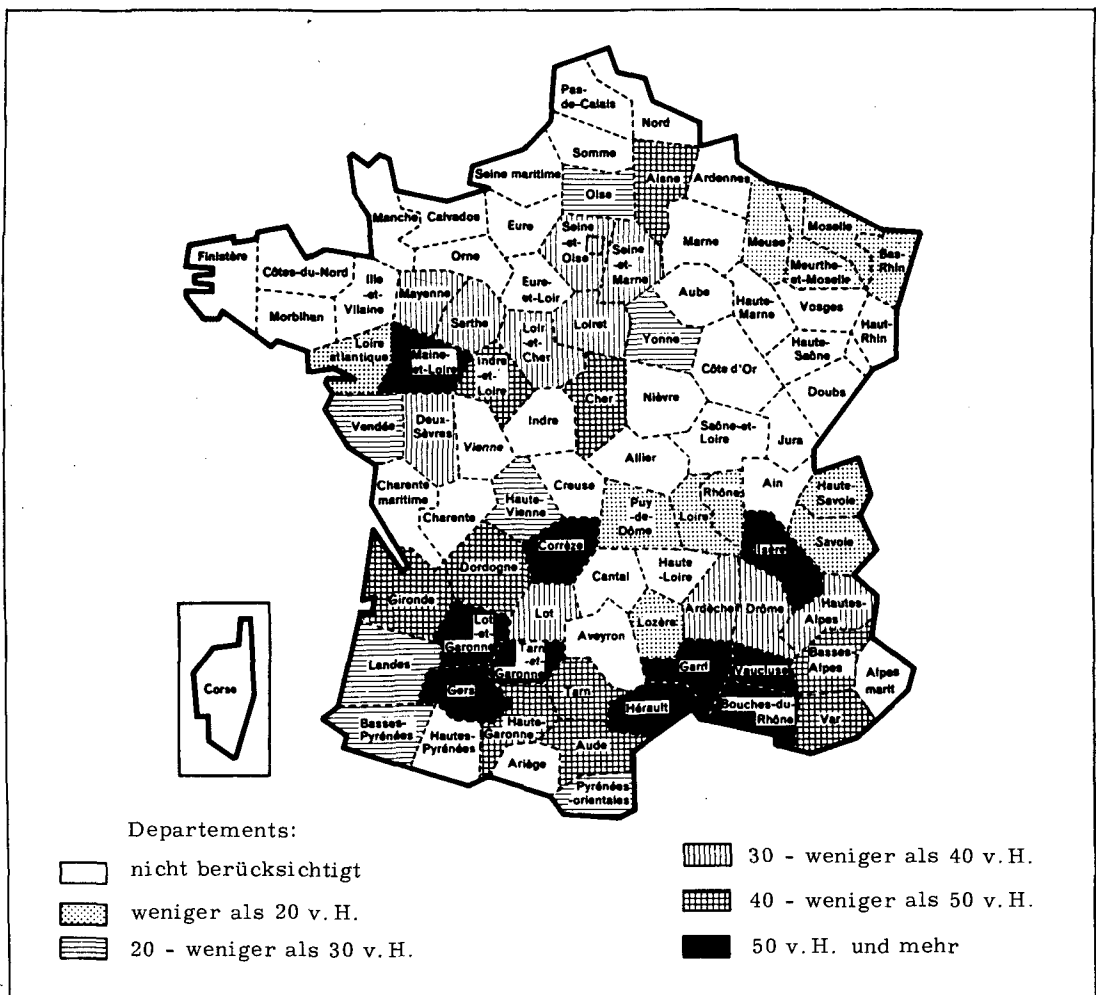 Pas-
de-Calais
Nord
Somme
Seine maritime
Oise
Aisne
Ardennes
Manche
Calvados
Eure
Seine
-et-
Oise
Seine
-et-
Marne
Marne
Meuse
Moselle
Meurthe-
et-Moselle
Bas-
Rhin
Finistère
Côtes-du-Nord
Ille
-et-
Vilaine
Orne
Eure-
et-Loir
Aube
Haute-
Marne
Vosges
Haut-
Rhin
Morbihan
Mayenne
Sarthe
Loir
-et-
Cher
Loiret
Yonne
Haute-
Saône
Loire
atlantique
Maine-
et-Loire
Indre
-et-
Loire
Cher
Nièvre
Côte d'Or
Doubs
Vendée
Deux-
Sèvres
Vienne
Indre
Saône-et-
Loire
Jura
Allier
Charente
maritime
Charente
Haute-
Vienne
Creuse
Puy
-de-
Dôme
Loire
Rhône
Ain
Haute-
Savoie
Savoie
Isère
Corrèze
Dordogne
Gironde
Cantal
Haute
-Loire
Ardèche
Drôme
Hautes-
Alpes
Lot
-et-
Garonne
Lot
Aveyron
Lozère
Basses-
Alpes
Alpes
marit
Landes
Tarn
-et-
Garonne
Gard
Vaucluse
Gers
Tarn
Hérault
Bouches-du-
Rhône
Var
Basses-
Pyrénées
Hautes-
Pyrénées
Haute-
Garonne
Ariège
Aude
Pyrénées
-orientales
Corse
Departements:
nicht berücksichtigt
weniger als 20 v.H.
20 - weniger als 30 v.H.
30 - weniger als 40 v.H.
40 - weniger als 50 v.H.
50 v.H. und mehr